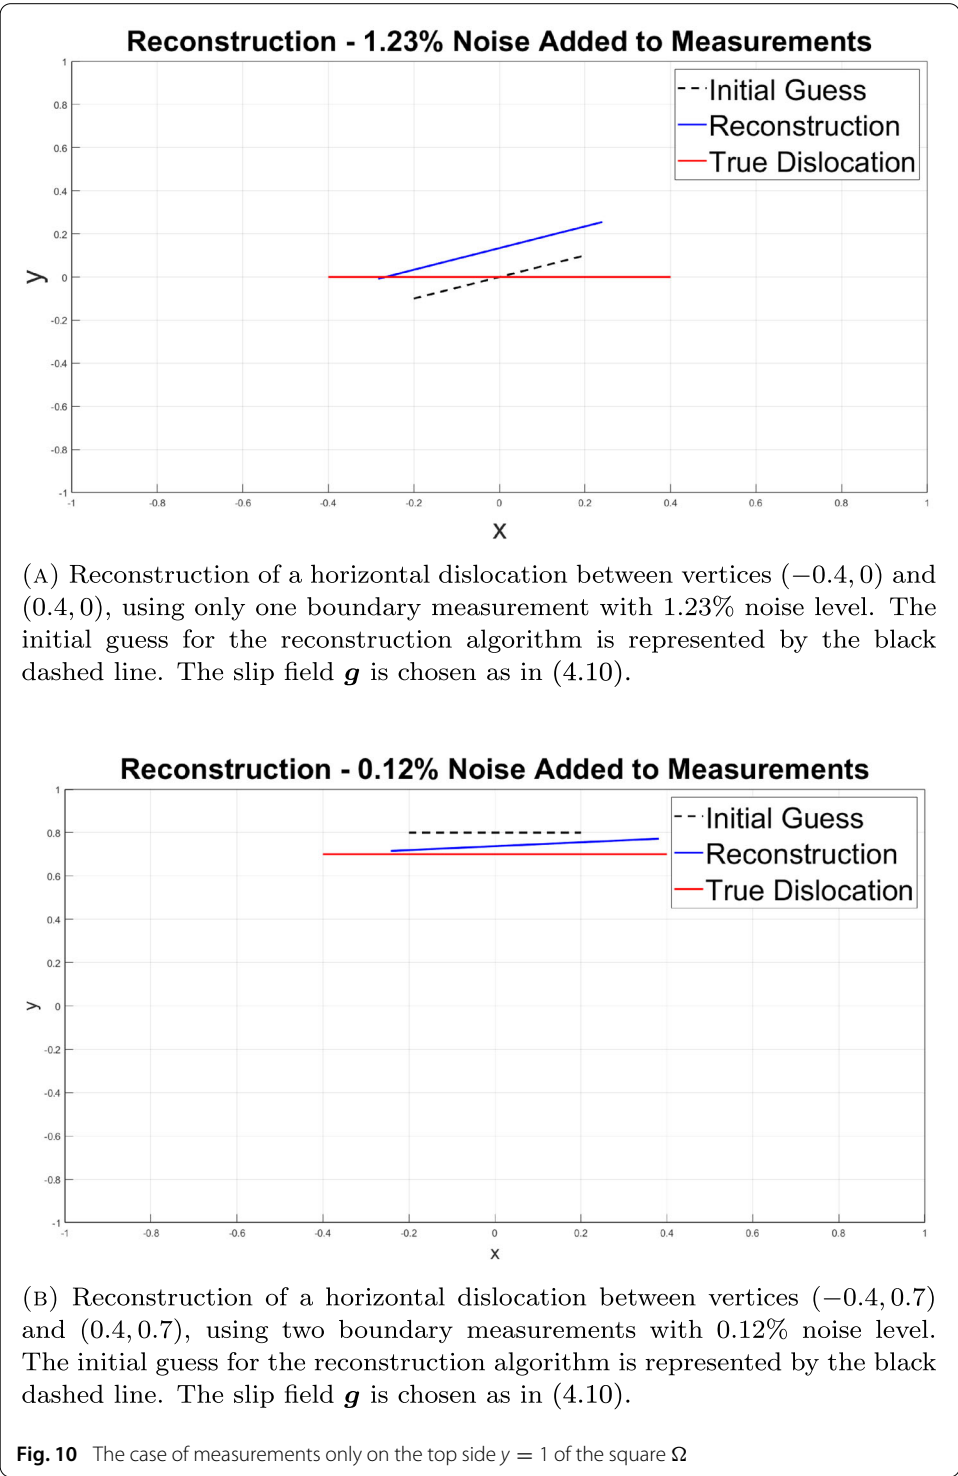 Reconstruction - 1.23% Noise Added to Measurements
Initial Guess
Reconstruction
True Dislocation
1
0.8
0.6
0.4
0.2
0
-0.2
-0.4
-0.6
-0.8
-1
y
-1 -0.8 -0.6 -0.4 -0.2 0 0.2 0.4 0.6 0.8 1
x
(A) Reconstruction of a horizontal dislocation between vertices (−0.4, 0) and
(0.4, 0), using only one boundary measurement with 1.23% noise level. The
initial guess for the reconstruction algorithm is represented by the black
dashed line. The slip field g is chosen as in (4.10).
Reconstruction - 0.12% Noise Added to Measurements
Initial Guess
Reconstruction
True Dislocation
1
0.8
0.6
0.4
0.2
0
-0.2
-0.4
-0.6
-0.8
-1
y
-1 -0.8 -0.6 -0.4 -0.2 0 0.2 0.4 0.6 0.8 1
x
(B) Reconstruction of a horizontal dislocation between vertices (−0.4, 0.7)
and (0.4, 0.7), using two boundary measurements with 0.12% noise level.
The initial guess for the reconstruction algorithm is represented by the black
dashed line. The slip field g is chosen as in (4.10).
Fig. 10 The case of measurements only on the top side y = 1 of the square Ω